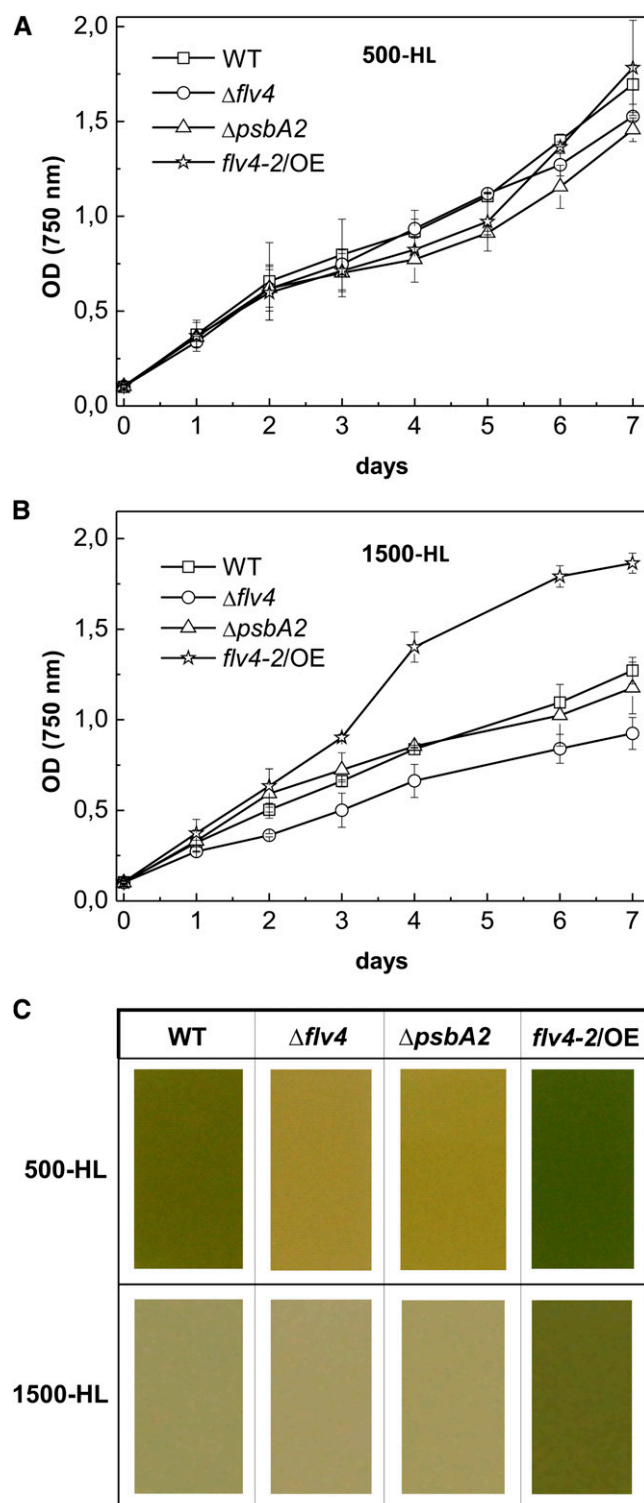 A
500-HL
WT
Δflv4
ΔpsbA2
flv4-2/OE
OD (750 nm)
2,0
1,5
1,0
0,5
0,0
0 1 2 3 4 5 6 7
days
B
1500-HL
WT
Δflv4
ΔpsbA2
flv4-2/OE
OD (750 nm)
2.0
1.5
1.0
0.5
0,0
0 1 2 3 4 5 6 7
days
C
WT Δflv4 ΔpsbA2 flv4-2/OE
500-HL
1500-HL